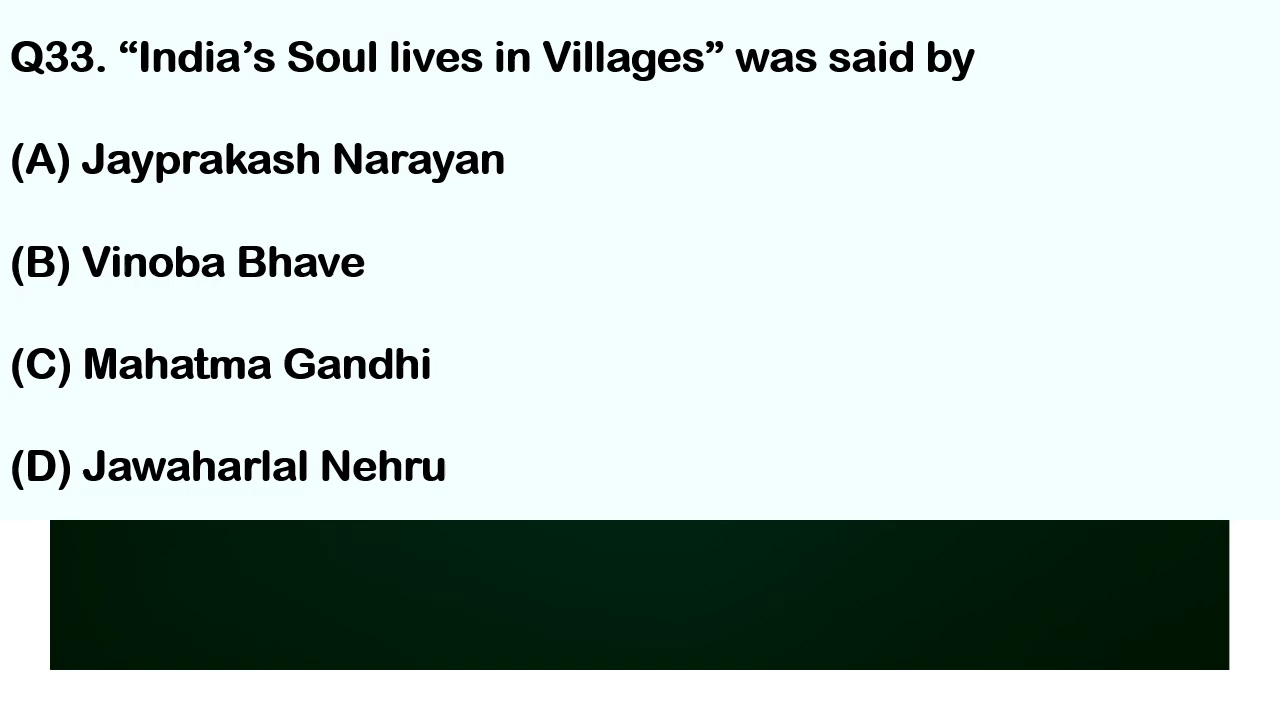 Q33. “India’s Soul lives in Villages” was said by
(A) Jayprakash Narayan
(B) Vinoba Bhave
(C) Mahatma Gandhi
(D) Jawaharlal Nehru